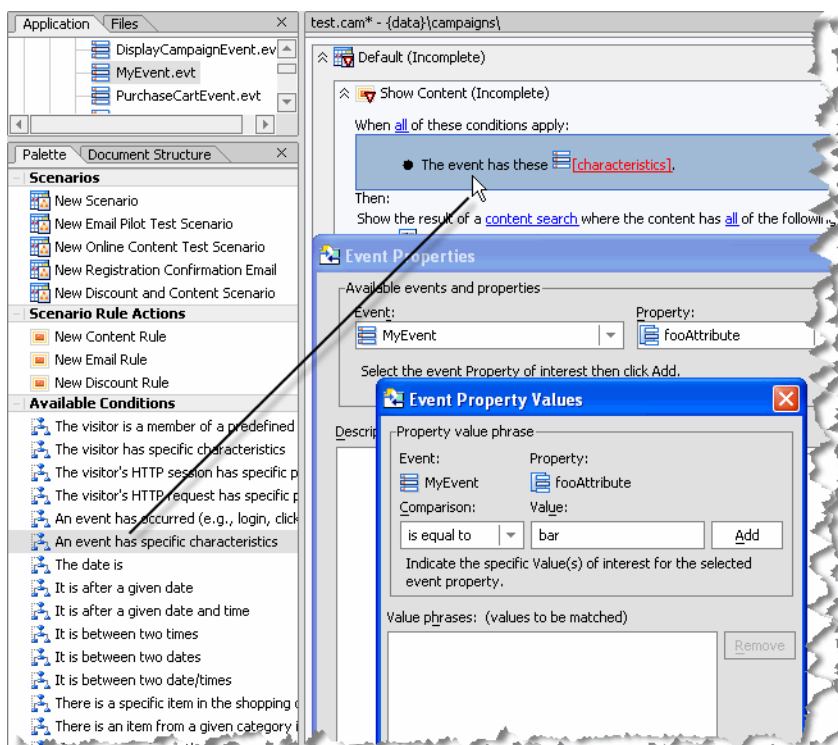 Application Files
DisplayCampaignEvent.ev
MyEvent.evt
PurchaseCartEvent.evt
Palette Document Structure
Scenarios
New Scenario
New Email Pilot Test Scenario
New Online Content Test Scenario
New Registration Confirmation Email
New Discount and Content Scenario
Scenario Rule Actions
New Content Rule
New Email Rule
New Discount Rule
Available Conditions
The visitor is a member of a predefined
The visitor has specific characteristics
The visitor's HTTP session has specific p
The visitor's HTTP request has specific p
An event has occurred (e.g., login, click
An event has specific characteristics
The date is
It is after a given date
It is after a given date and time
It is between two times
It is between two dates
It is between two date/times
There is a specific item in the shopping c
There is an item from a given category i
test.cam* - {data}\campaigns\
Default (Incomplete)
Show Content (Incomplete)
When all of these conditions apply:
The event has these [characteristics].
Then:
Show the result of a content search where the content has all of the following
Event Properties
Available events and properties
Event: Property:
MyEvent fooAttribute
Select the event Property of interest then click Add.
Descrip
Event Property Values
Property value phrase
Event: Property:
MyEvent fooAttribute
Comparison: Value:
is equal to bar Add
Indicate the specific Value(s) of interest for the selected
event property.
Value phrases: (values to be matched)
Remove